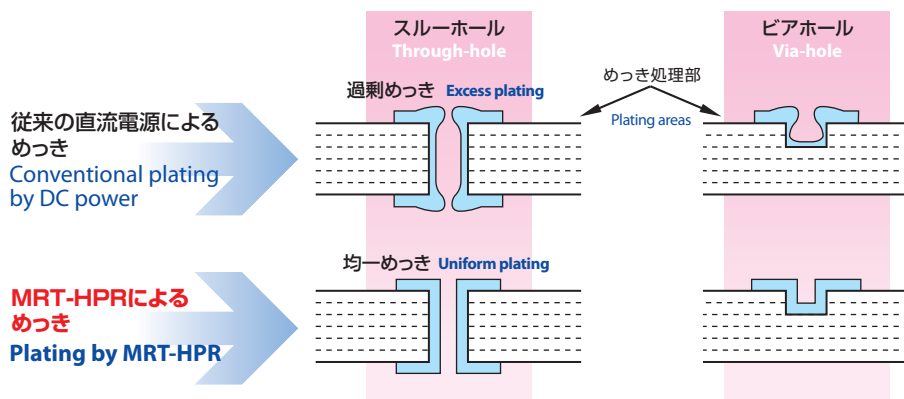 スルーホール
Through-hole
ビアホール
Via-hole
過剰めっき Excess plating
めっき処理部
Plating areas
従来の直流電源による
めっき
Conventional plating
by DC power
均一めっき Uniform plating
MRT-HPRによる
めっき
Plating by MRT-HPR